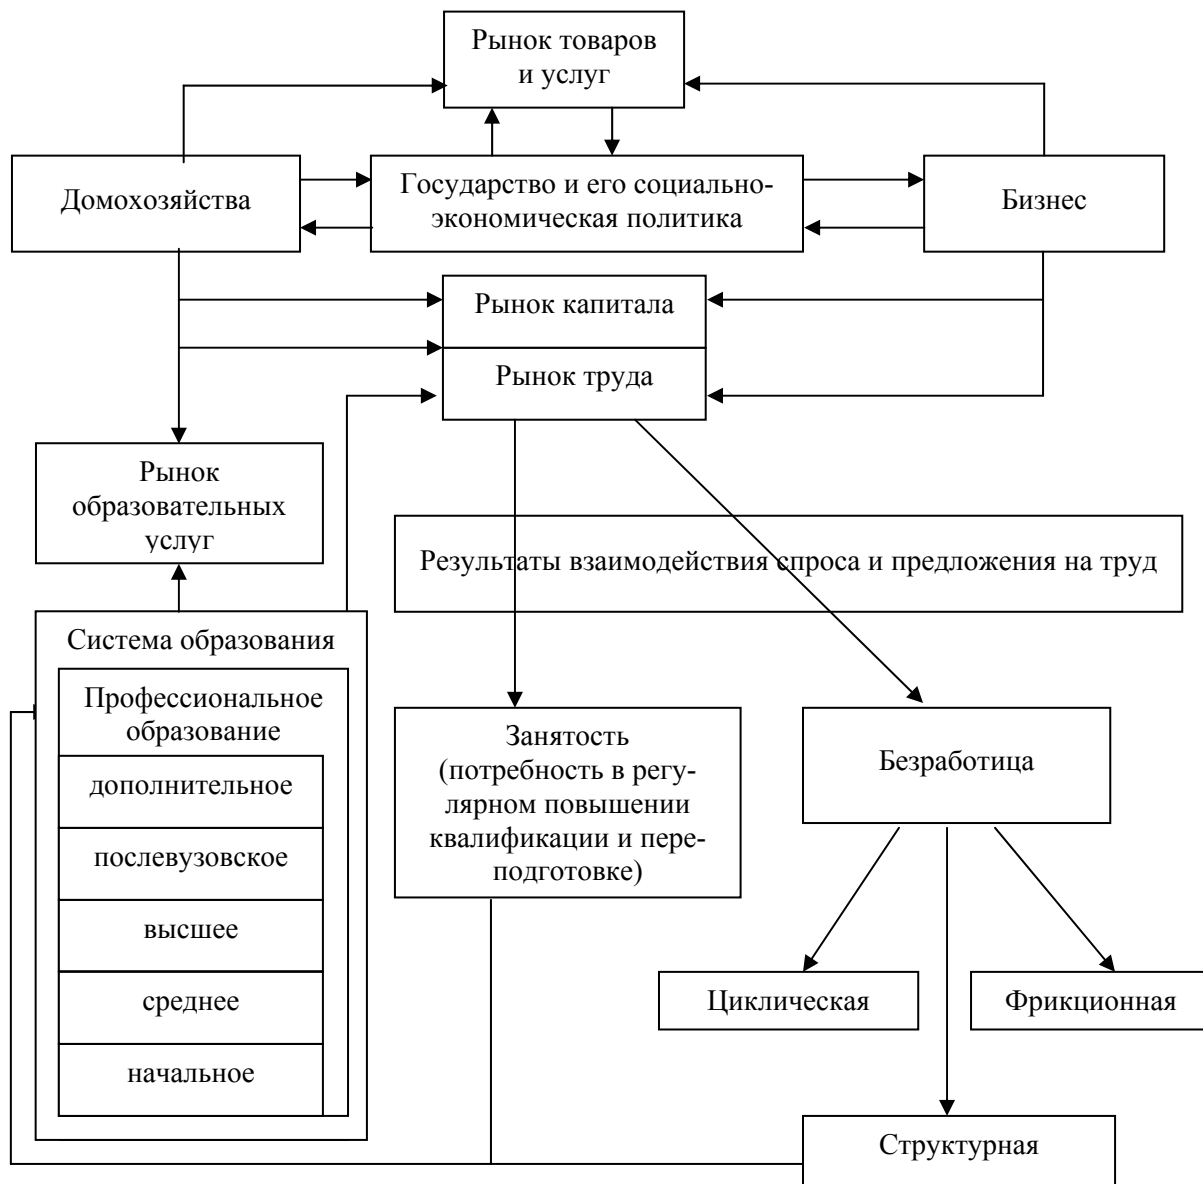 Рынок товаров
и услуг
Домохозяйства
Государство и его социально-
экономическая политика
Бизнес
Рынок капитала
Рынок труда
Рынок
образовательных
услуг
Результаты взаимодействия спроса и предложения на труд
Система образования
Профессиональное
образование
дополнительное
послевузовское
высшее
среднее
начальное
Занятость
(потребность в регу-
лярном повышении
квалификации и пере-
подготовке)
Безработица
Циклическая
Фрикционная
Структурная